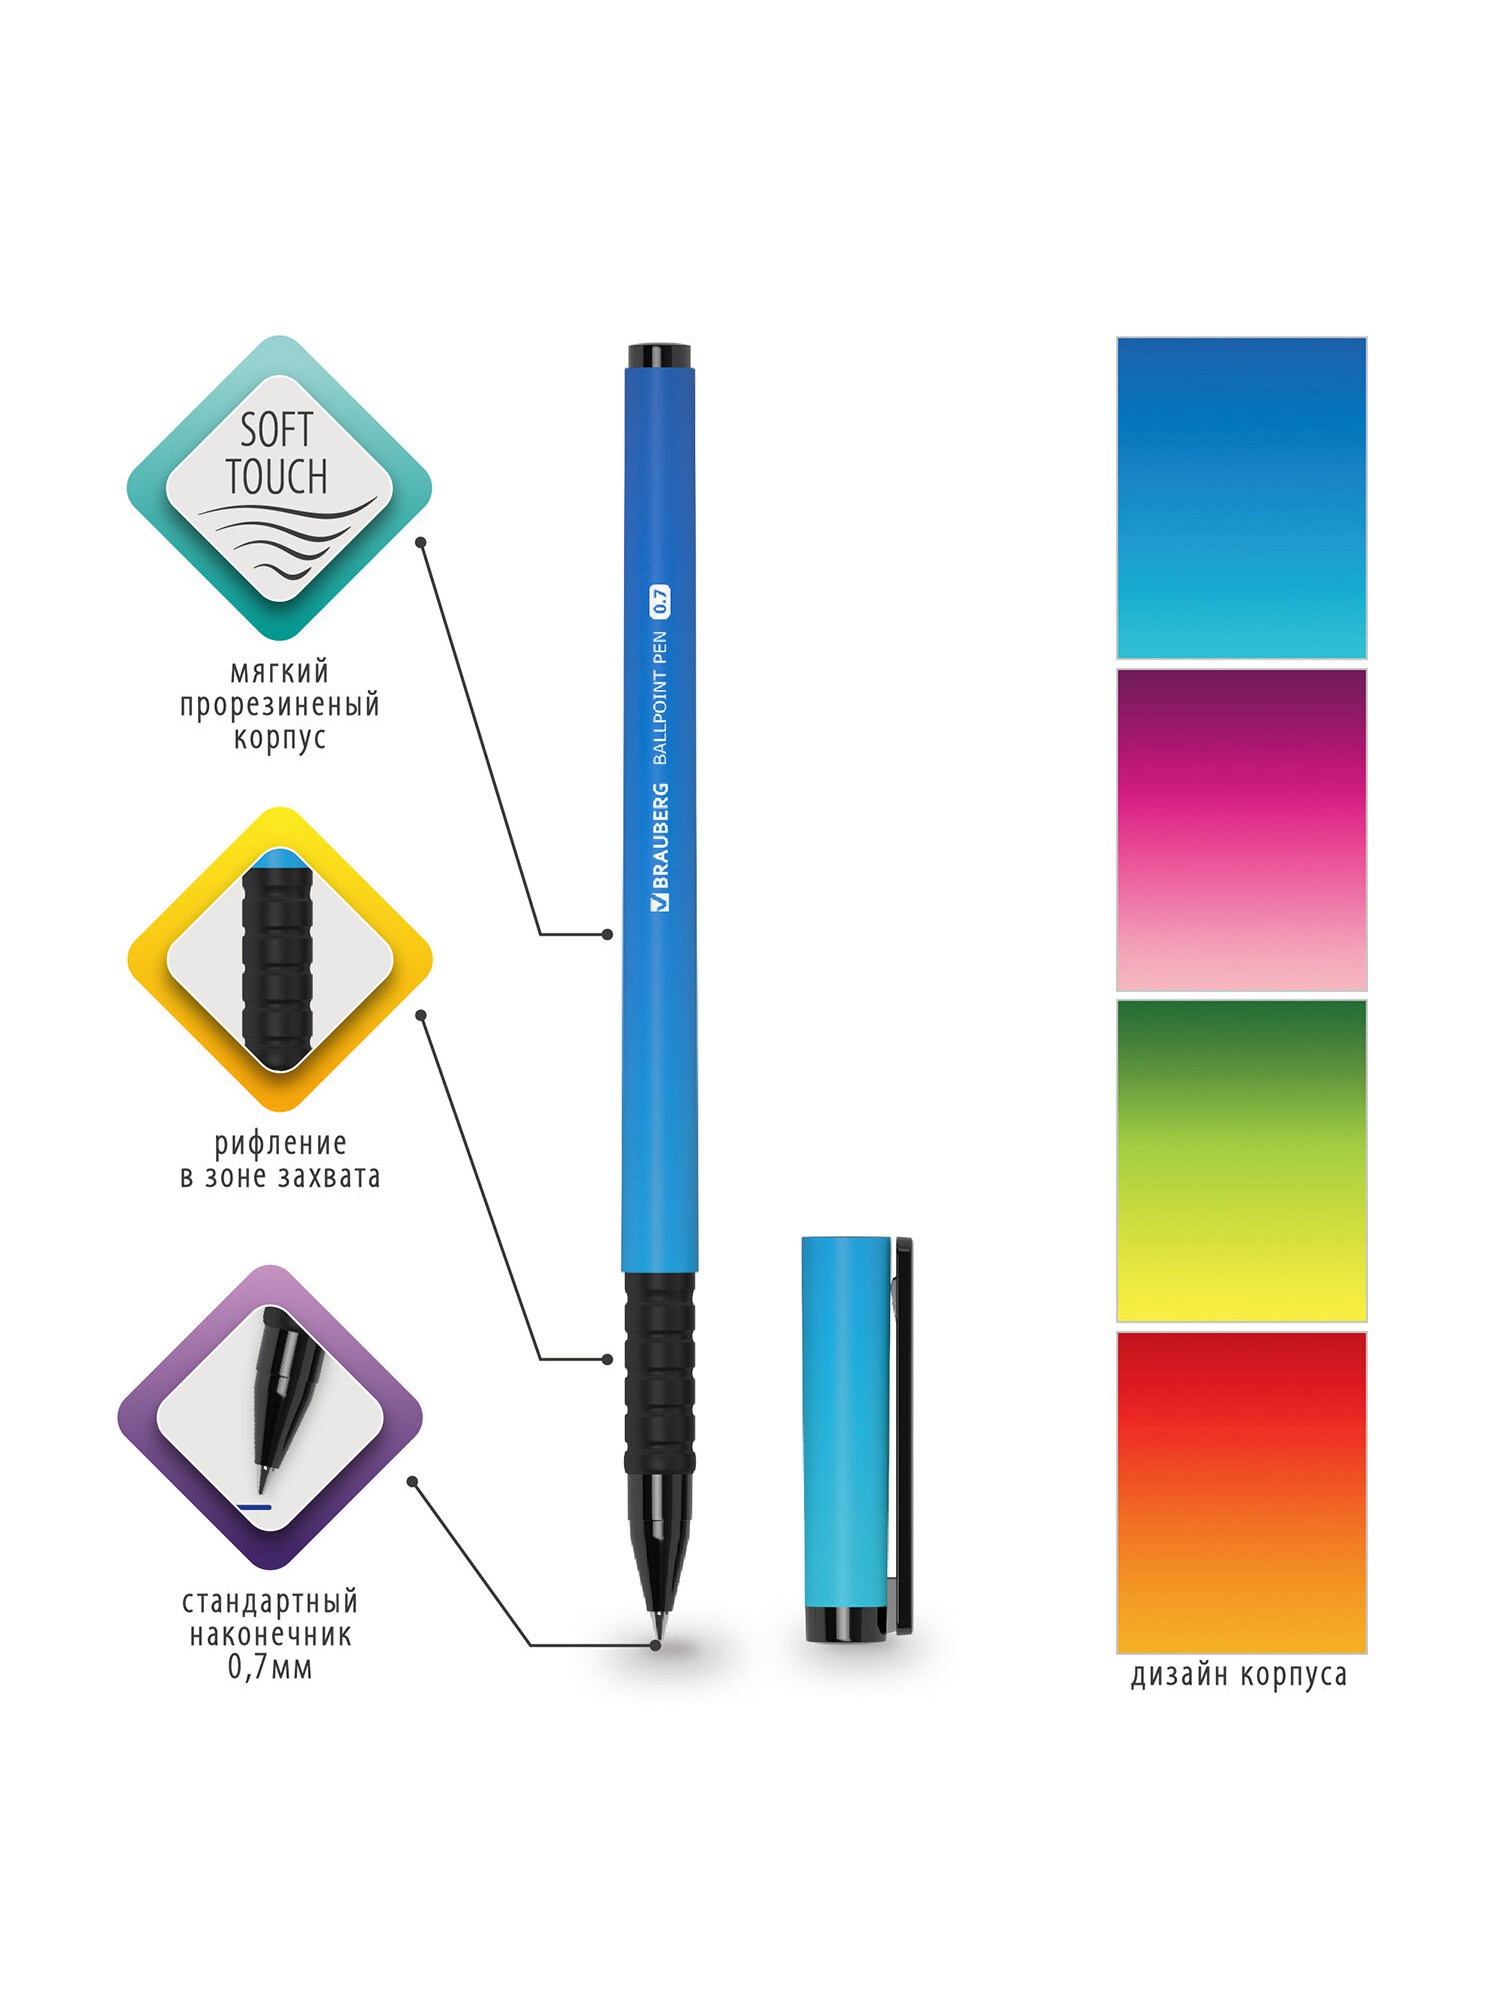 SOFT
TOUCH
мягкий
прорезиненый
корпус
рифление
в зоне захвата
стандартный
наконечник
0,7мм
BRAUBERG BALLPOINT PEN 0.7
дизайн корпуса